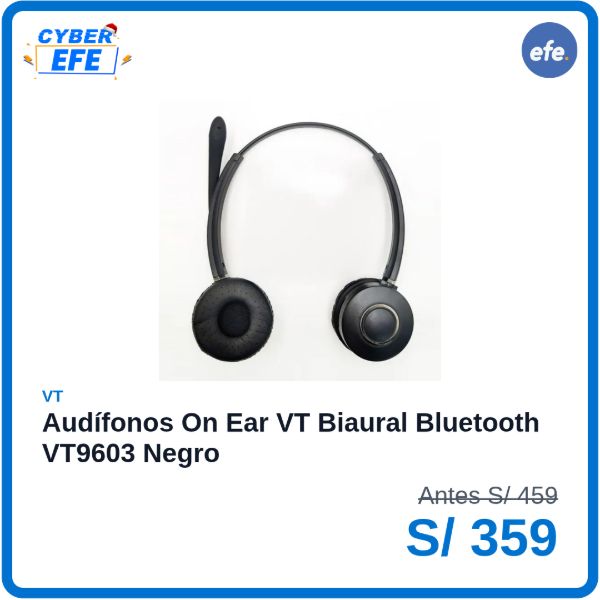 CYBER
EFE
efe.
VT
Audífonos On Ear VT Biaural Bluetooth
VT9603 Negro
Antes S/ 459
S/ 359